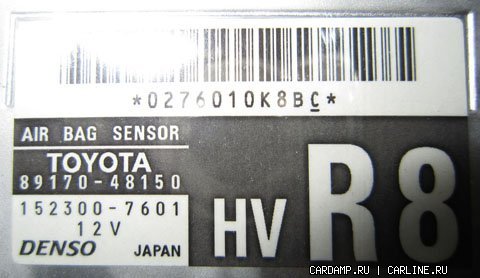 *0276010K8BC*
AIR BAG SENSOR
TOYOTA
89170-48150
152300-7601
12V
DENSO JAPAN
HV R8
CARDAMP.RU | CARLINE.RU